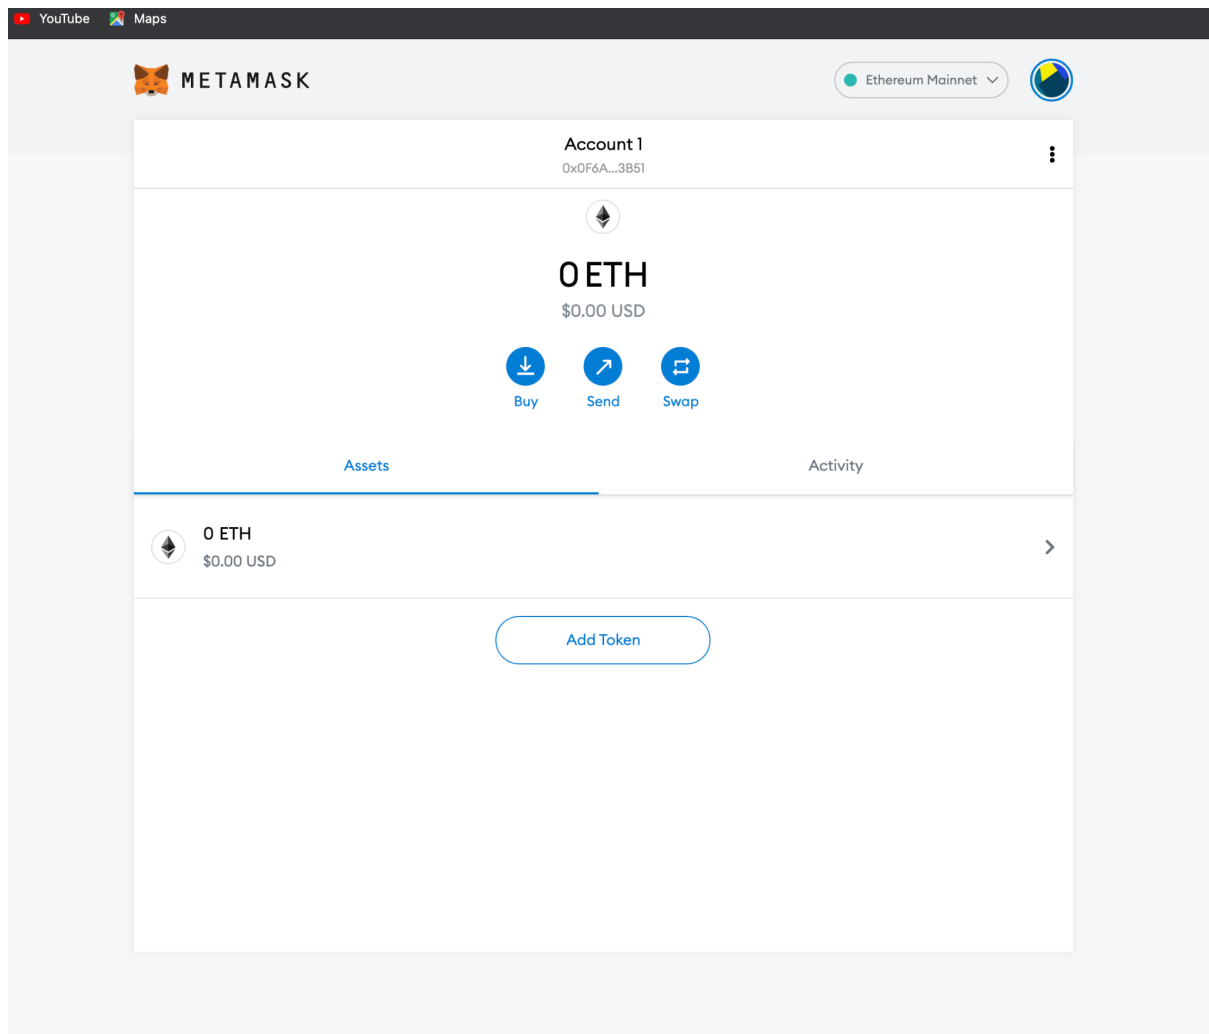 YouTube Maps
METAMASK
Ethereum Mainnet
Account 1
0x0F6A...3B51
0 ETH
$0.00 USD
Buy Send Swap
Assets Activity
0 ETH
$0.00 USD
Add Token